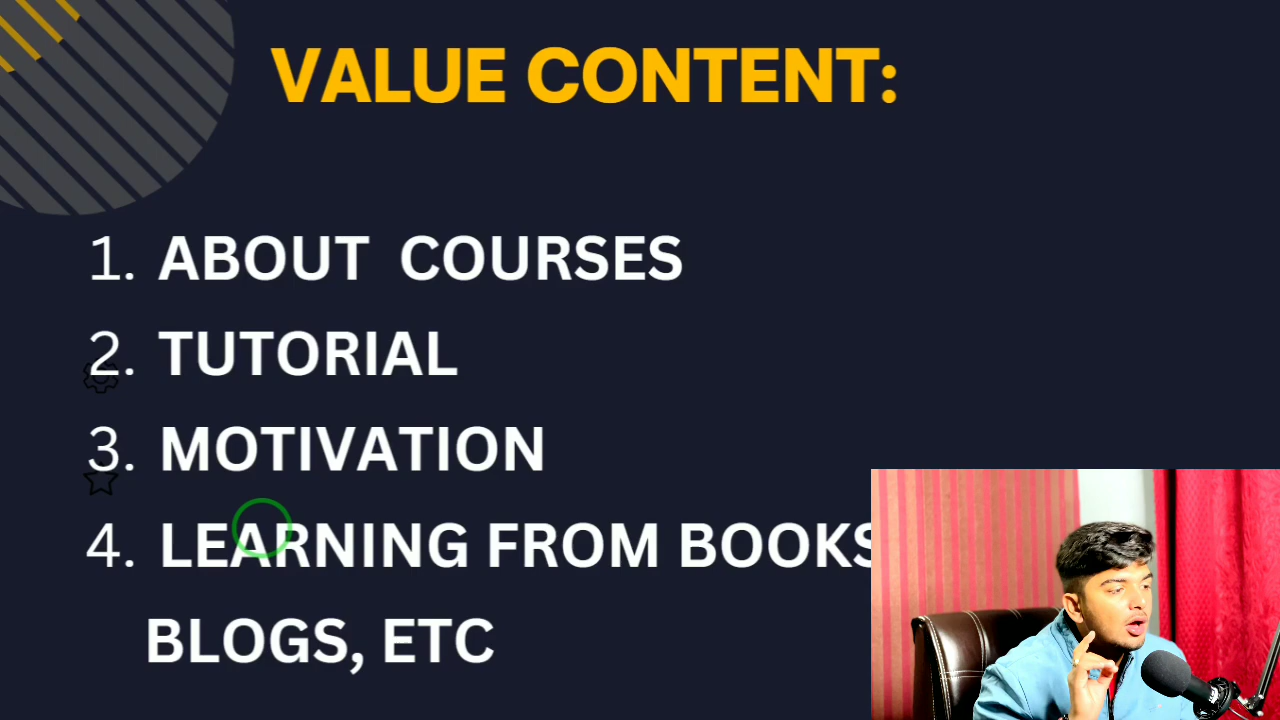 VALUE CONTENT:
1. ABOUT COURSES
2. TUTORIAL
3. MOTIVATION
4. LEARNING FROM BOOKS
BLOGS, ETC